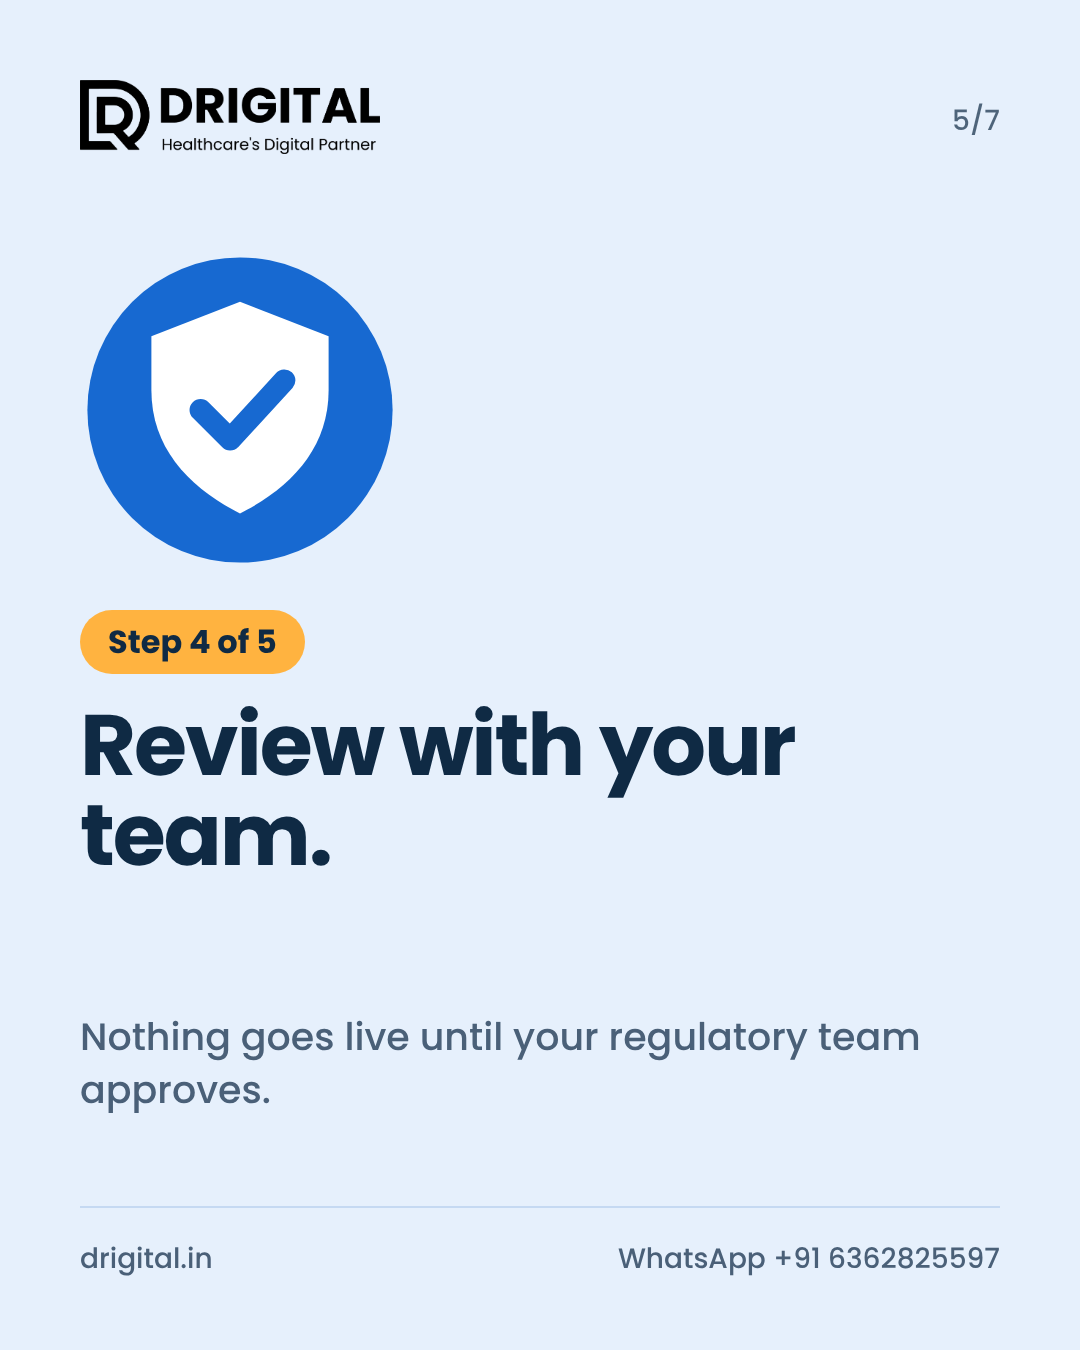 DRIGITAL
Healthcare's Digital Partner
5/7
Step 4 of 5
Review with your
team.
Nothing goes live until your regulatory team
approves.
drigital.in
WhatsApp +91 6362825597